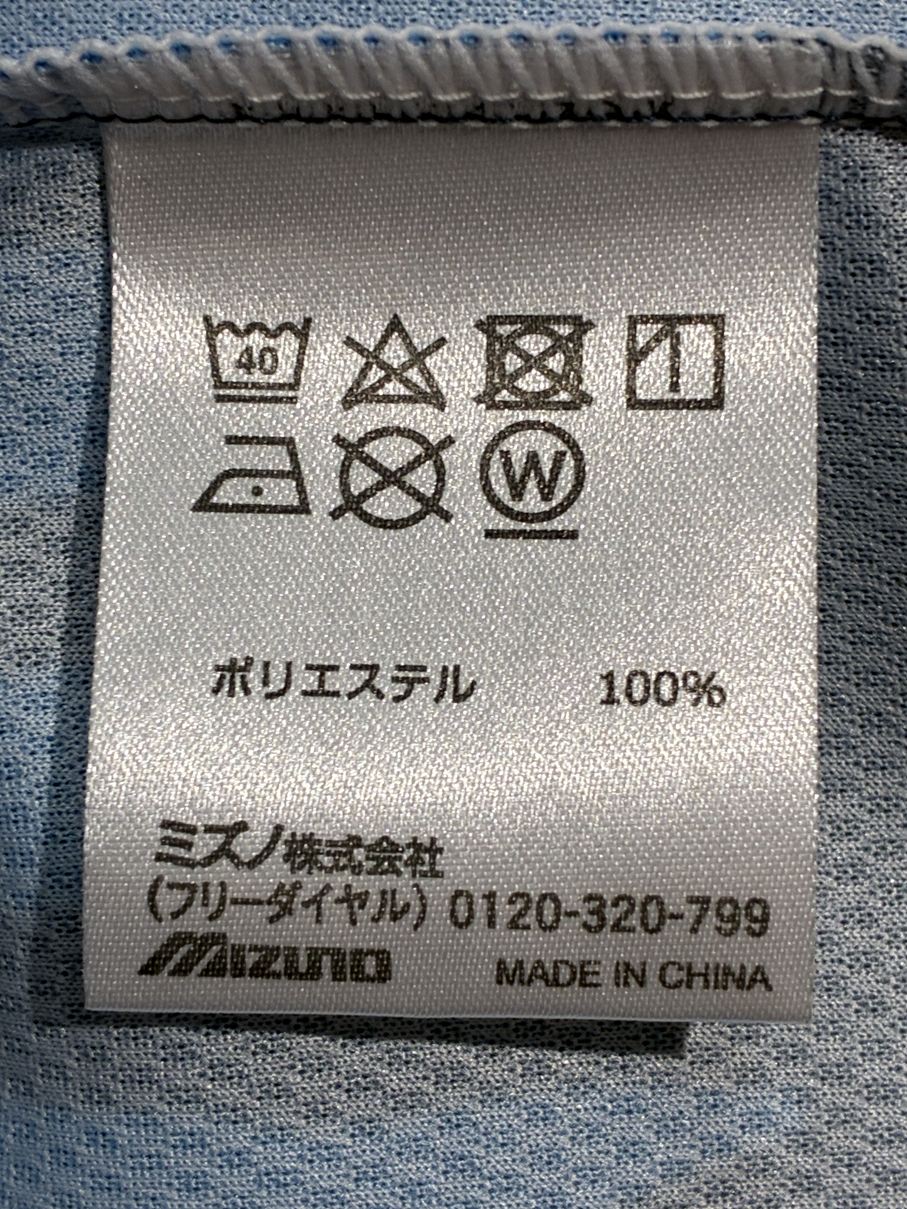 40
W
ポリエステル 100%
ミズノ株式会社
(フリーダイヤル) 0120-320-799
MIZUNO MADE IN CHINA